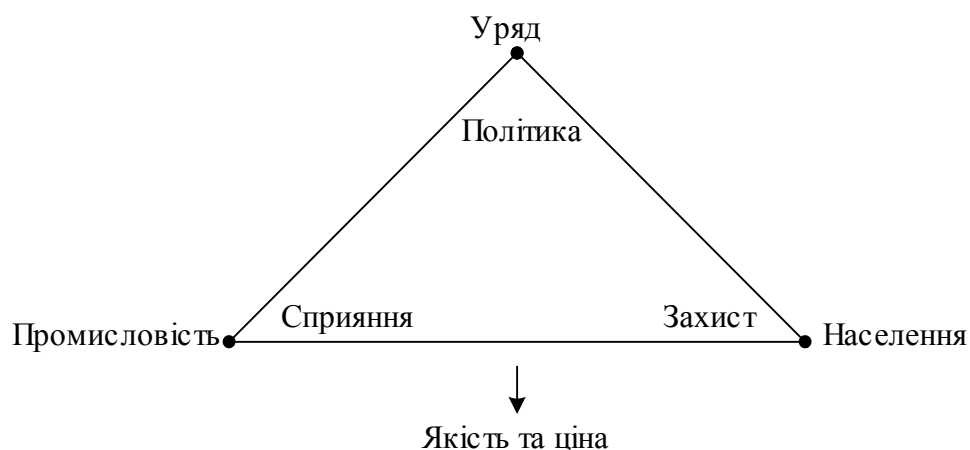 Уряд
Політика
Сприяння
Захист
Промисловість
Населення
Якість та ціна